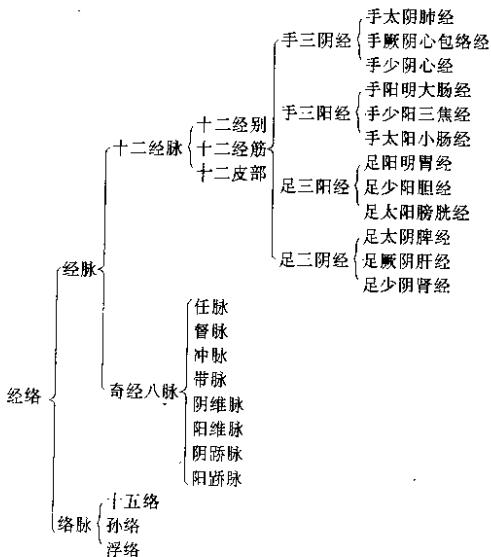 手太阴肺经
手三阴经
手厥阴心包络经
手少阴心经
手阳明大肠经
手三阳经
手少阳三焦经
手太阳小肠经
十二经别
十二经脉
十二经筋
十二皮部
足阳明胃经
足三阳经
足少阳胆经
足太阳膀胱经
足太阴脾经
足三阴经
足厥阴肝经
足少阴肾经
经脉
任脉
督脉
冲脉
带脉
奇经八脉
阴维脉
阳维脉
阴跷脉
阳跷脉
经络
十五络
络脉
孙络
浮络